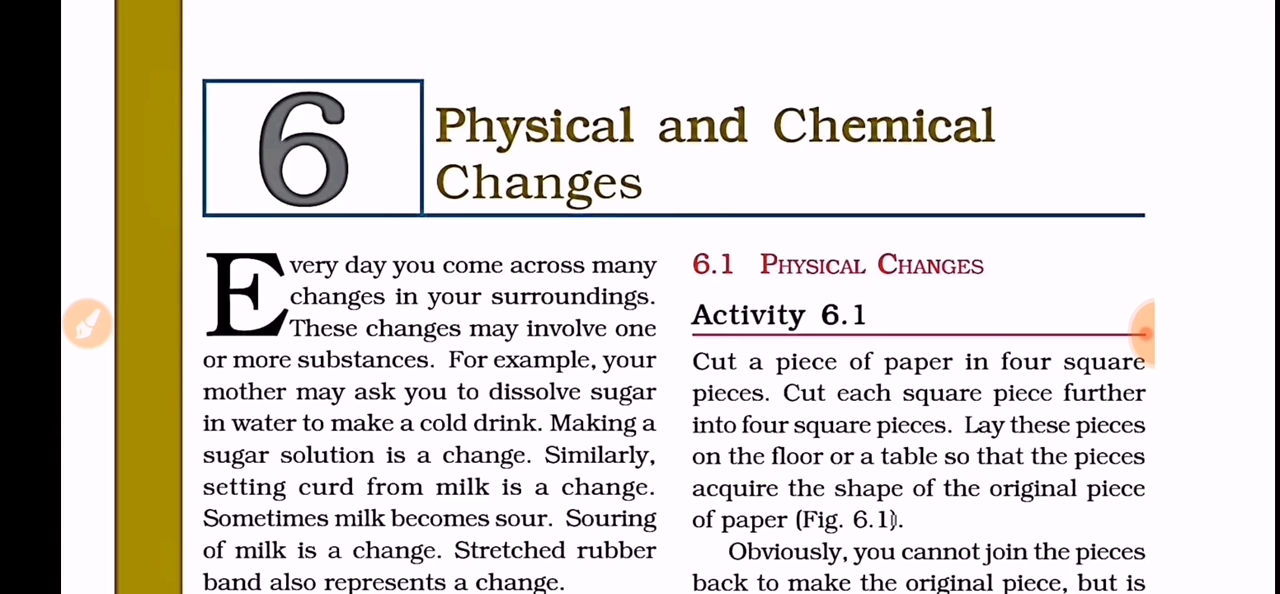 6
Physical and Chemical
Changes
Every day you come across many
changes in your surroundings.
These changes may involve one
or more substances. For example, your
mother may ask you to dissolve sugar
in water to make a cold drink. Making a
sugar solution is a change. Similarly,
setting curd from milk is a change.
Sometimes milk becomes sour. Souring
of milk is a change. Stretched rubber
band also represents a change.
6.1 PHYSICAL CHANGES
Activity 6.1
Cut a piece of paper in four square
pieces. Cut each square piece further
into four square pieces. Lay these pieces
on the floor or a table so that the pieces
acquire the shape of the original piece
of paper (Fig. 6.1).
Obviously, you cannot join the pieces
back to make the original piece, but is